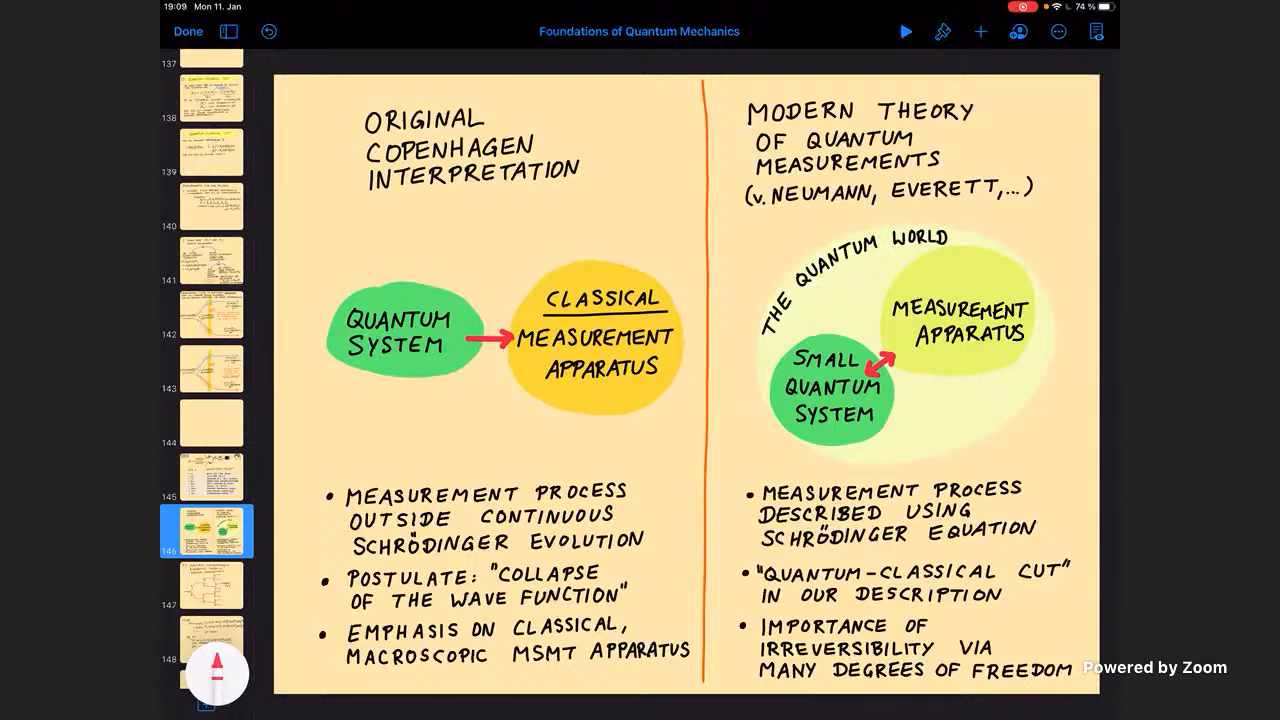 19:09 Mon 11. Jan
74 %
Done
Foundations of Quantum Mechanics
137
138
139
140
141
142
143
144
145
146
147
148
ORIGINAL
COPENHAGEN
INTERPRETATION
QUANTUM
SYSTEM
CLASSICAL
MEASUREMENT
APPARATUS
• MEASUREMENT PROCESS
OUTSIDE CONTINUOUS
SCHRÖDINGER EVOLUTION
• POSTULATE: "COLLAPSE
OF THE WAVE FUNCTION"
• EMPHASIS ON CLASSICAL,
MACROSCOPIC MSMT APPARATUS
MODERN THEORY
OF QUANTUM
MEASUREMENTS
(v. NEUMANN, EVERETT,...)
THE QUANTUM WORLD
MEASUREMENT
APPARATUS
SMALL
QUANTUM
SYSTEM
• MEASUREMENT PROCESS
DESCRIBED USING
SCHRÖDINGER EQUATION
• "QUANTUM-CLASSICAL CUT"
IN OUR DESCRIPTION
• IMPORTANCE OF
IRREVERSIBILITY VIA
MANY DEGREES OF FREEDOM
Powered by Zoom